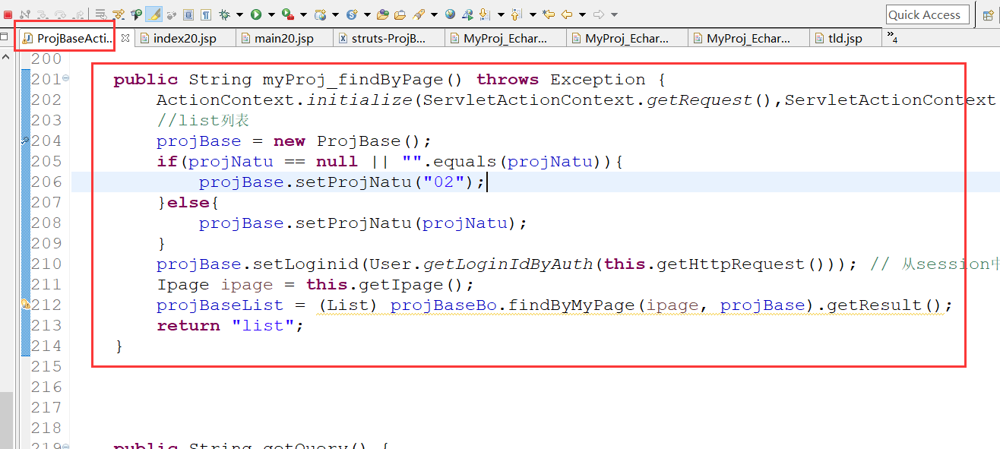 Quick Access
ProjBaseActi... index20.jsp main20.jsp struts-ProjB... MyProj_Echar... MyProj_Echar... MyProj_Echar... tld.jsp »4
200
201 public String myProj_findByPage() throws Exception {
202 ActionContext.initialize(ServletActionContext.getRequest(),ServletActionContext
203 //list列表
204 projBase = new ProjBase();
205 if(projNatu == null || "".equals(projNatu)){
206 projBase.setProjNatu("02");
207 }else{
208 projBase.setProjNatu(projNatu);
209 }
210 projBase.setLoginid(User.getLoginIdByAuth(this.getHttpRequest())); // 从session中
211 Ipage ipage = this.getIpage();
212 projBaseList = (List) projBaseBo.findByMyPage(ipage, projBase).getResult();
213 return "list";
214 }
215
216
217
218
219 public String getQuery() {